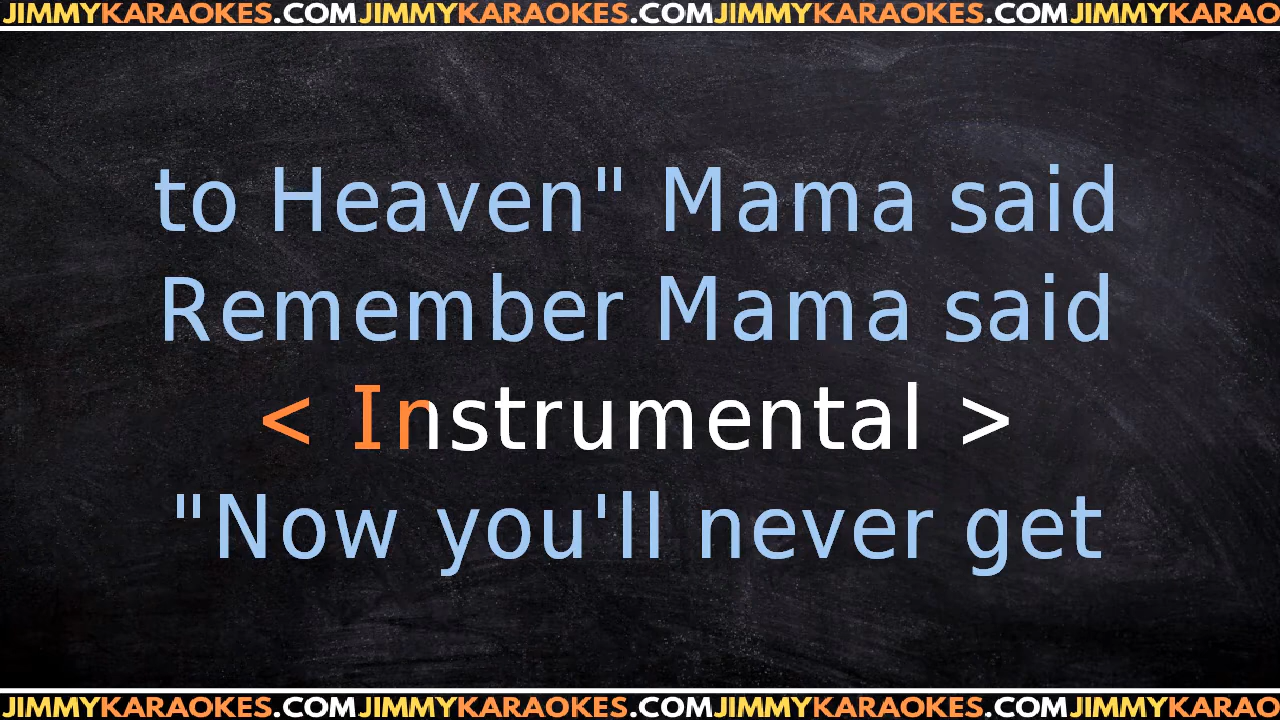 JIMMYKARAOKES.COMJIMMYKARAOKES.COMJIMMYKARAOKES.COMJIMMYKARAO
to Heaven" Mama said
Remember Mama said
< Instrumental >
"Now you'll never get
JIMMYKARAOKES.COMJIMMYKARAOKES.COMJIMMYKARAOKES.COMJIMMYKARAO